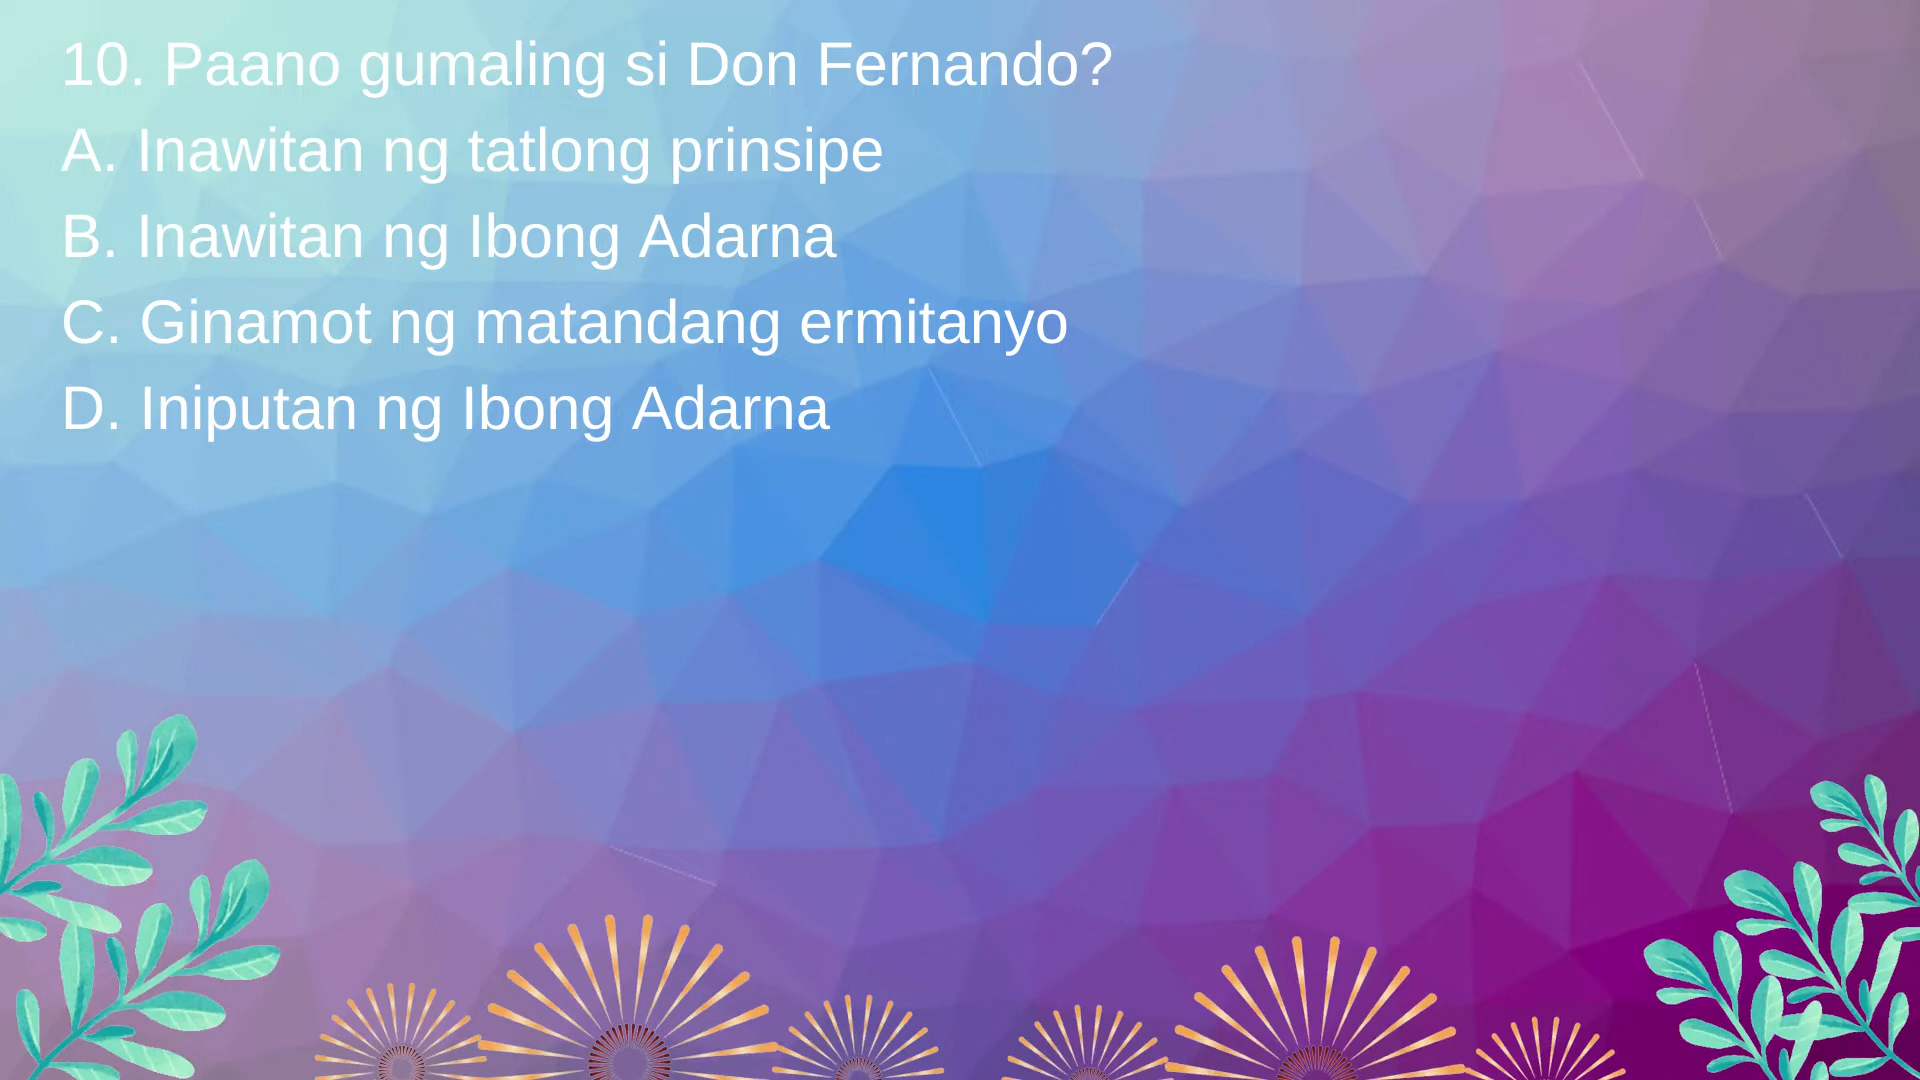 10. Paano gumaling si Don Fernando?
A. Inawitan ng tatlong prinsipe
B. Inawitan ng Ibong Adarna
C. Ginamot ng matandang ermitanyo
D. Iniputan ng Ibong Adarna